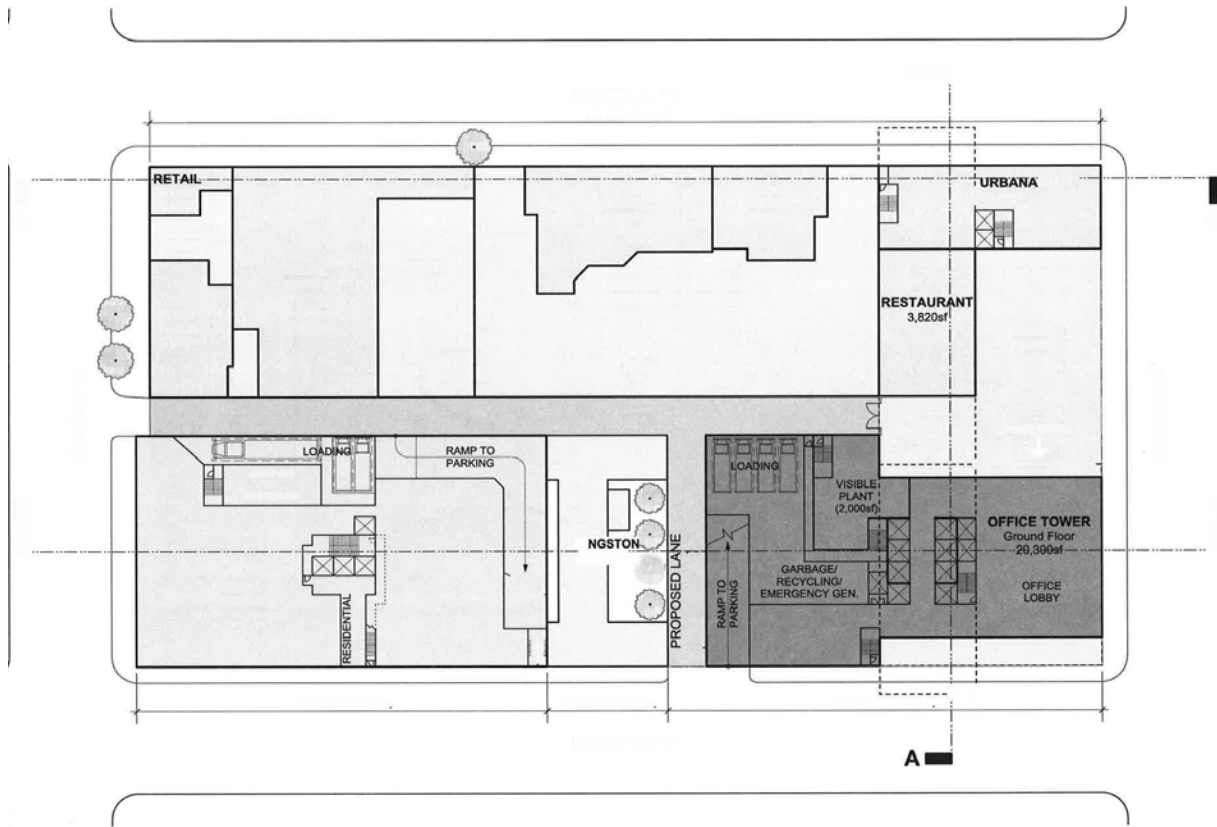 RETAIL
URBANA
RESTAURANT
3,820sf
LOADING
RAMP TO
PARKING
LOADING
VISIBLE
PLANT
(2,000sf)
OFFICE TOWER
Ground Floor
20,300sf
NGSTON
PROPOSED LANE
GARBAGE/
RECYCLING/
EMERGENCY GEN.
OFFICE
LOBBY
RAMP TO
PARKING
RESIDENTIAL
A